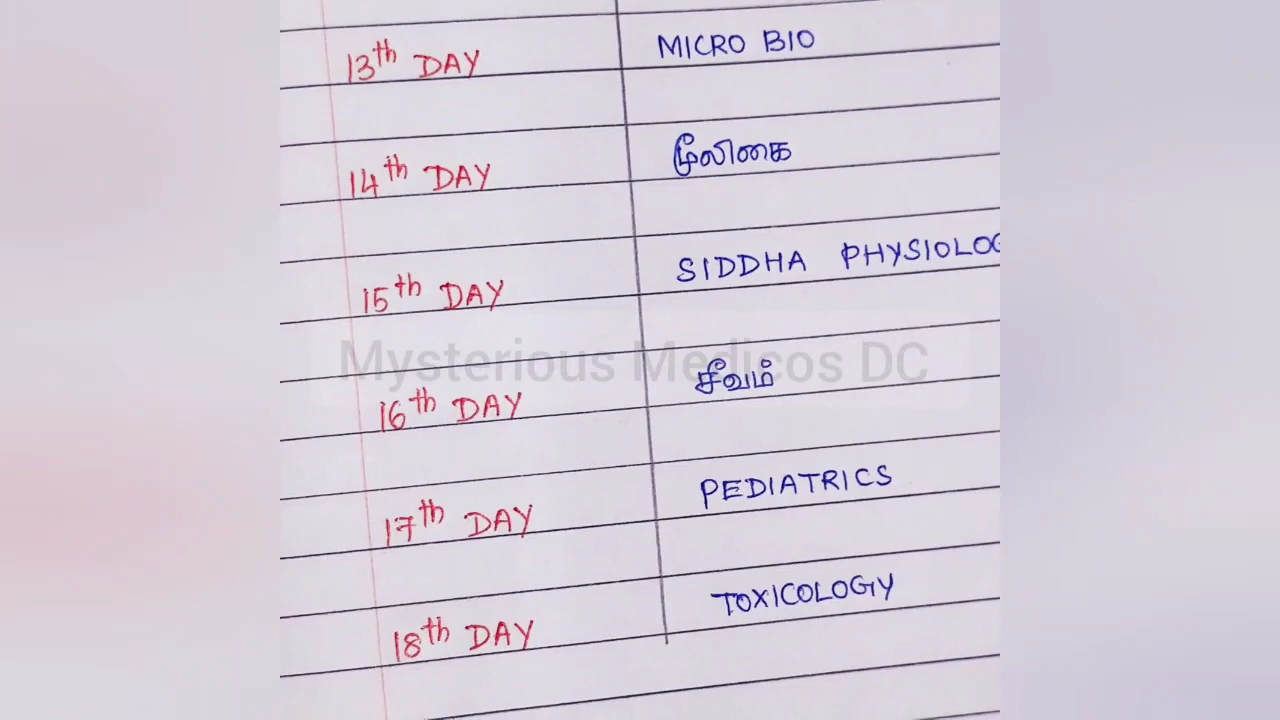 13th DAY MICRO BIO
14th DAY மூலிகை
15th DAY SIDDHA PHYSIOLOG
16th DAY சீவம்
Mysterious Medicos DC
17th DAY PEDIATRICS
18th DAY TOXICOLOGY